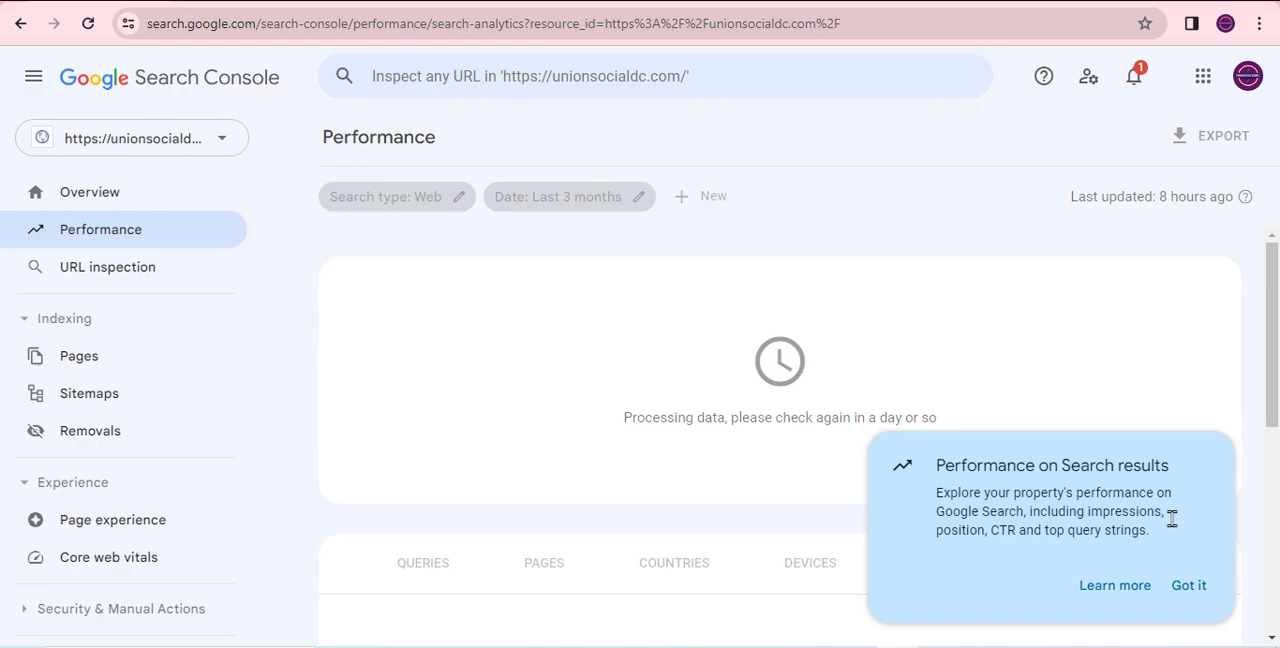 search.google.com/search-console/performance/search-analytics?resource_id=https%3A%2F%2Funionsocialdc.com%2F
Google Search Console
Inspect any URL in 'https://unionsocialdc.com/'
1
https://unionsociald...
Performance
EXPORT
Search type: Web
Date: Last 3 months
New
Last updated: 8 hours ago
Overview
Performance
URL inspection
Indexing
Pages
Sitemaps
Removals
Experience
Page experience
Core web vitals
Security & Manual Actions
Processing data, please check again in a day or so
QUERIES PAGES COUNTRIES DEVICES
Performance on Search results
Explore your property's performance on
Google Search, including impressions,
position, CTR and top query strings.
Learn more Got it